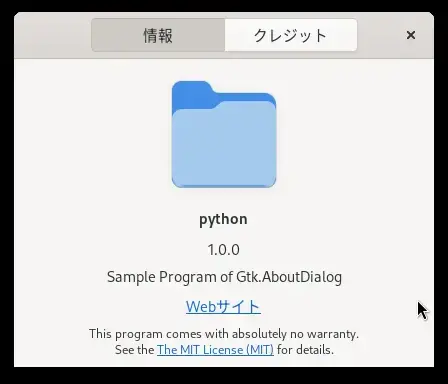 情報 クレジット
python
1.0.0
Sample Program of Gtk.AboutDialog
Webサイト
This program comes with absolutely no warranty.
See the The MIT License (MIT) for details.